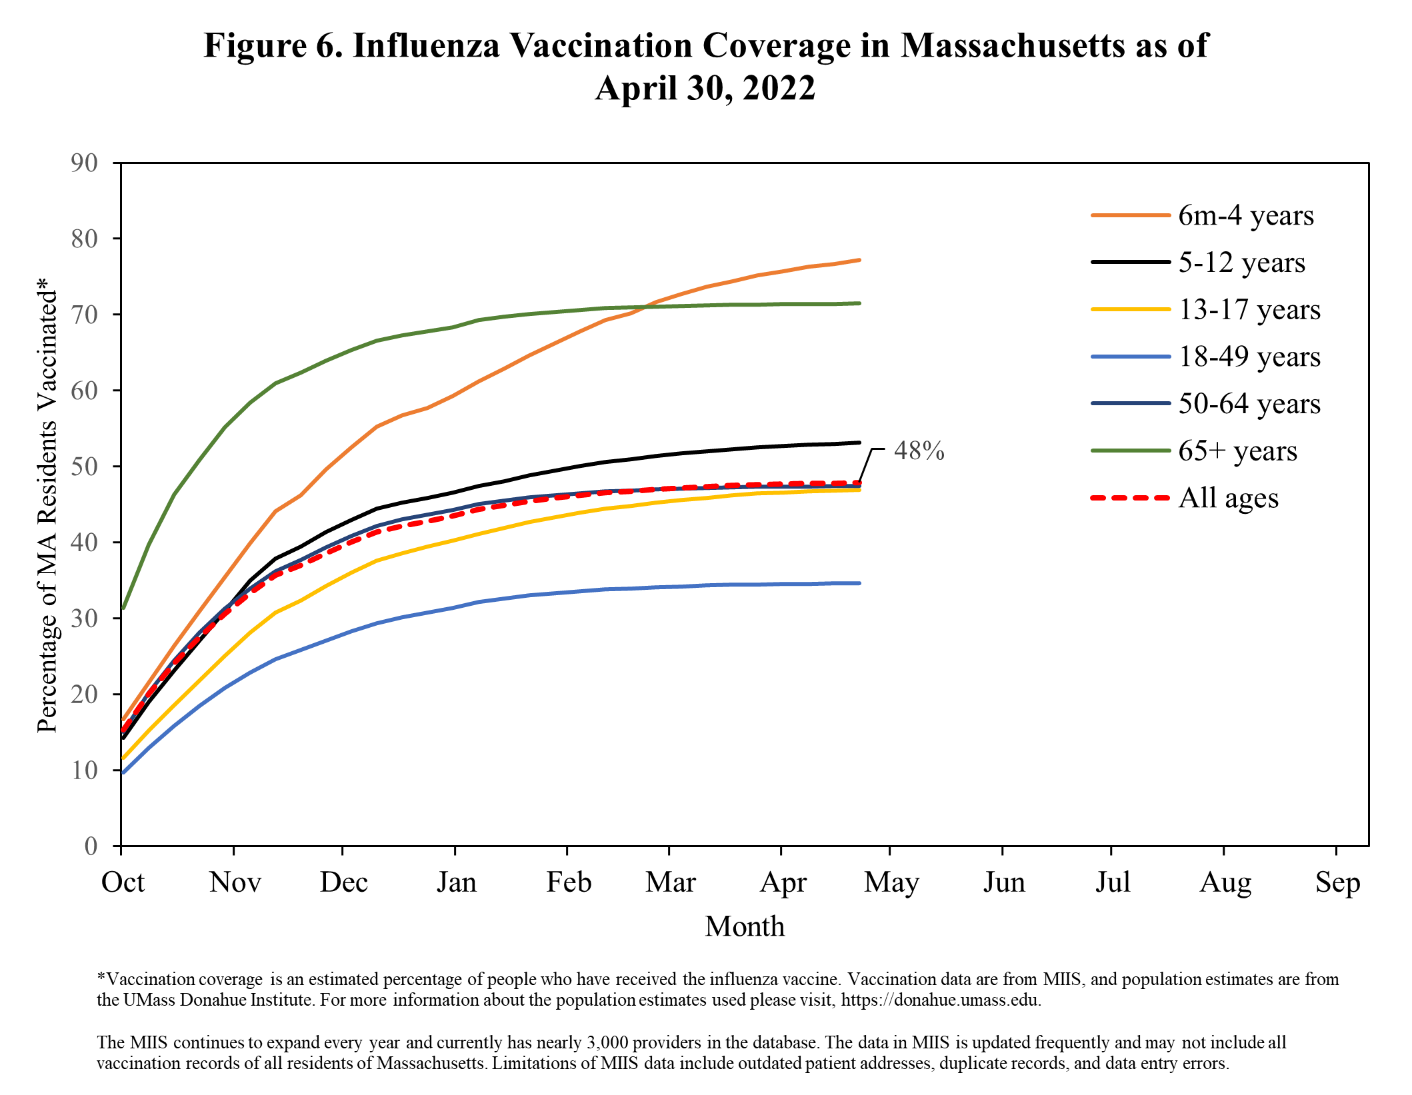 Figure 6. Influenza Vaccination Coverage in Massachusetts as of
April 30, 2022
Percentage of MA Residents Vaccinated*
90
80
70
60
50
40
30
20
10
0
6m-4 years
5-12 years
13-17 years
18-49 years
50-64 years
65+ years
All ages
48%
Oct Nov Dec Jan Feb Mar Apr May Jun Jul Aug Sep
Month
*Vaccination coverage is an estimated percentage of people who have received the influenza vaccine. Vaccination data are from MIIS, and population estimates are from
the UMass Donahue Institute. For more information about the population estimates used please visit, https://donahue.umass.edu.
The MIIS continues to expand every year and currently has nearly 3,000 providers in the database. The data in MIIS is updated frequently and may not include all
vaccination records of all residents of Massachusetts. Limitations of MIIS data include outdated patient addresses, duplicate records, and data entry errors.